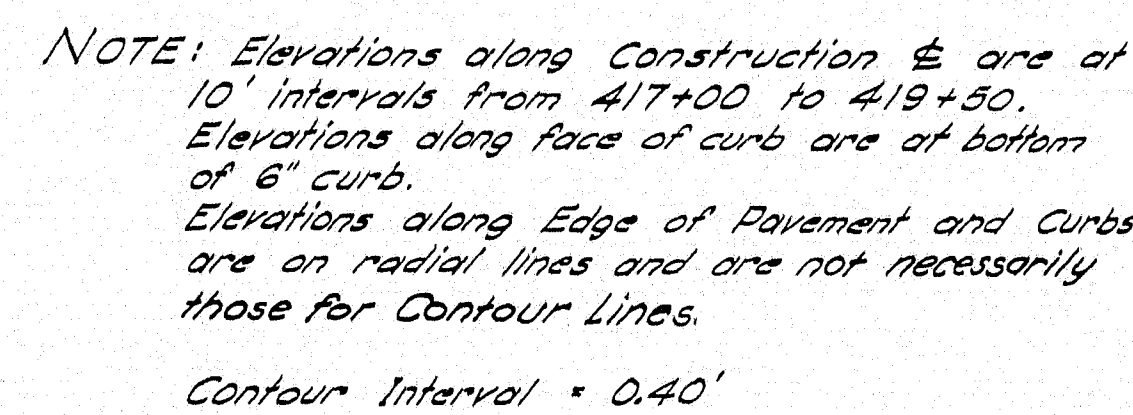 NOTE: Elevations along Construction ℄ are at
10' intervals from 417+00 to 419+50.
Elevations along face of curb are at bottom
of 6" curb.
Elevations along Edge of Pavement and Curbs
are on radial lines and are not necessarily
those for Contour Lines.
Contour Interval = 0.40'